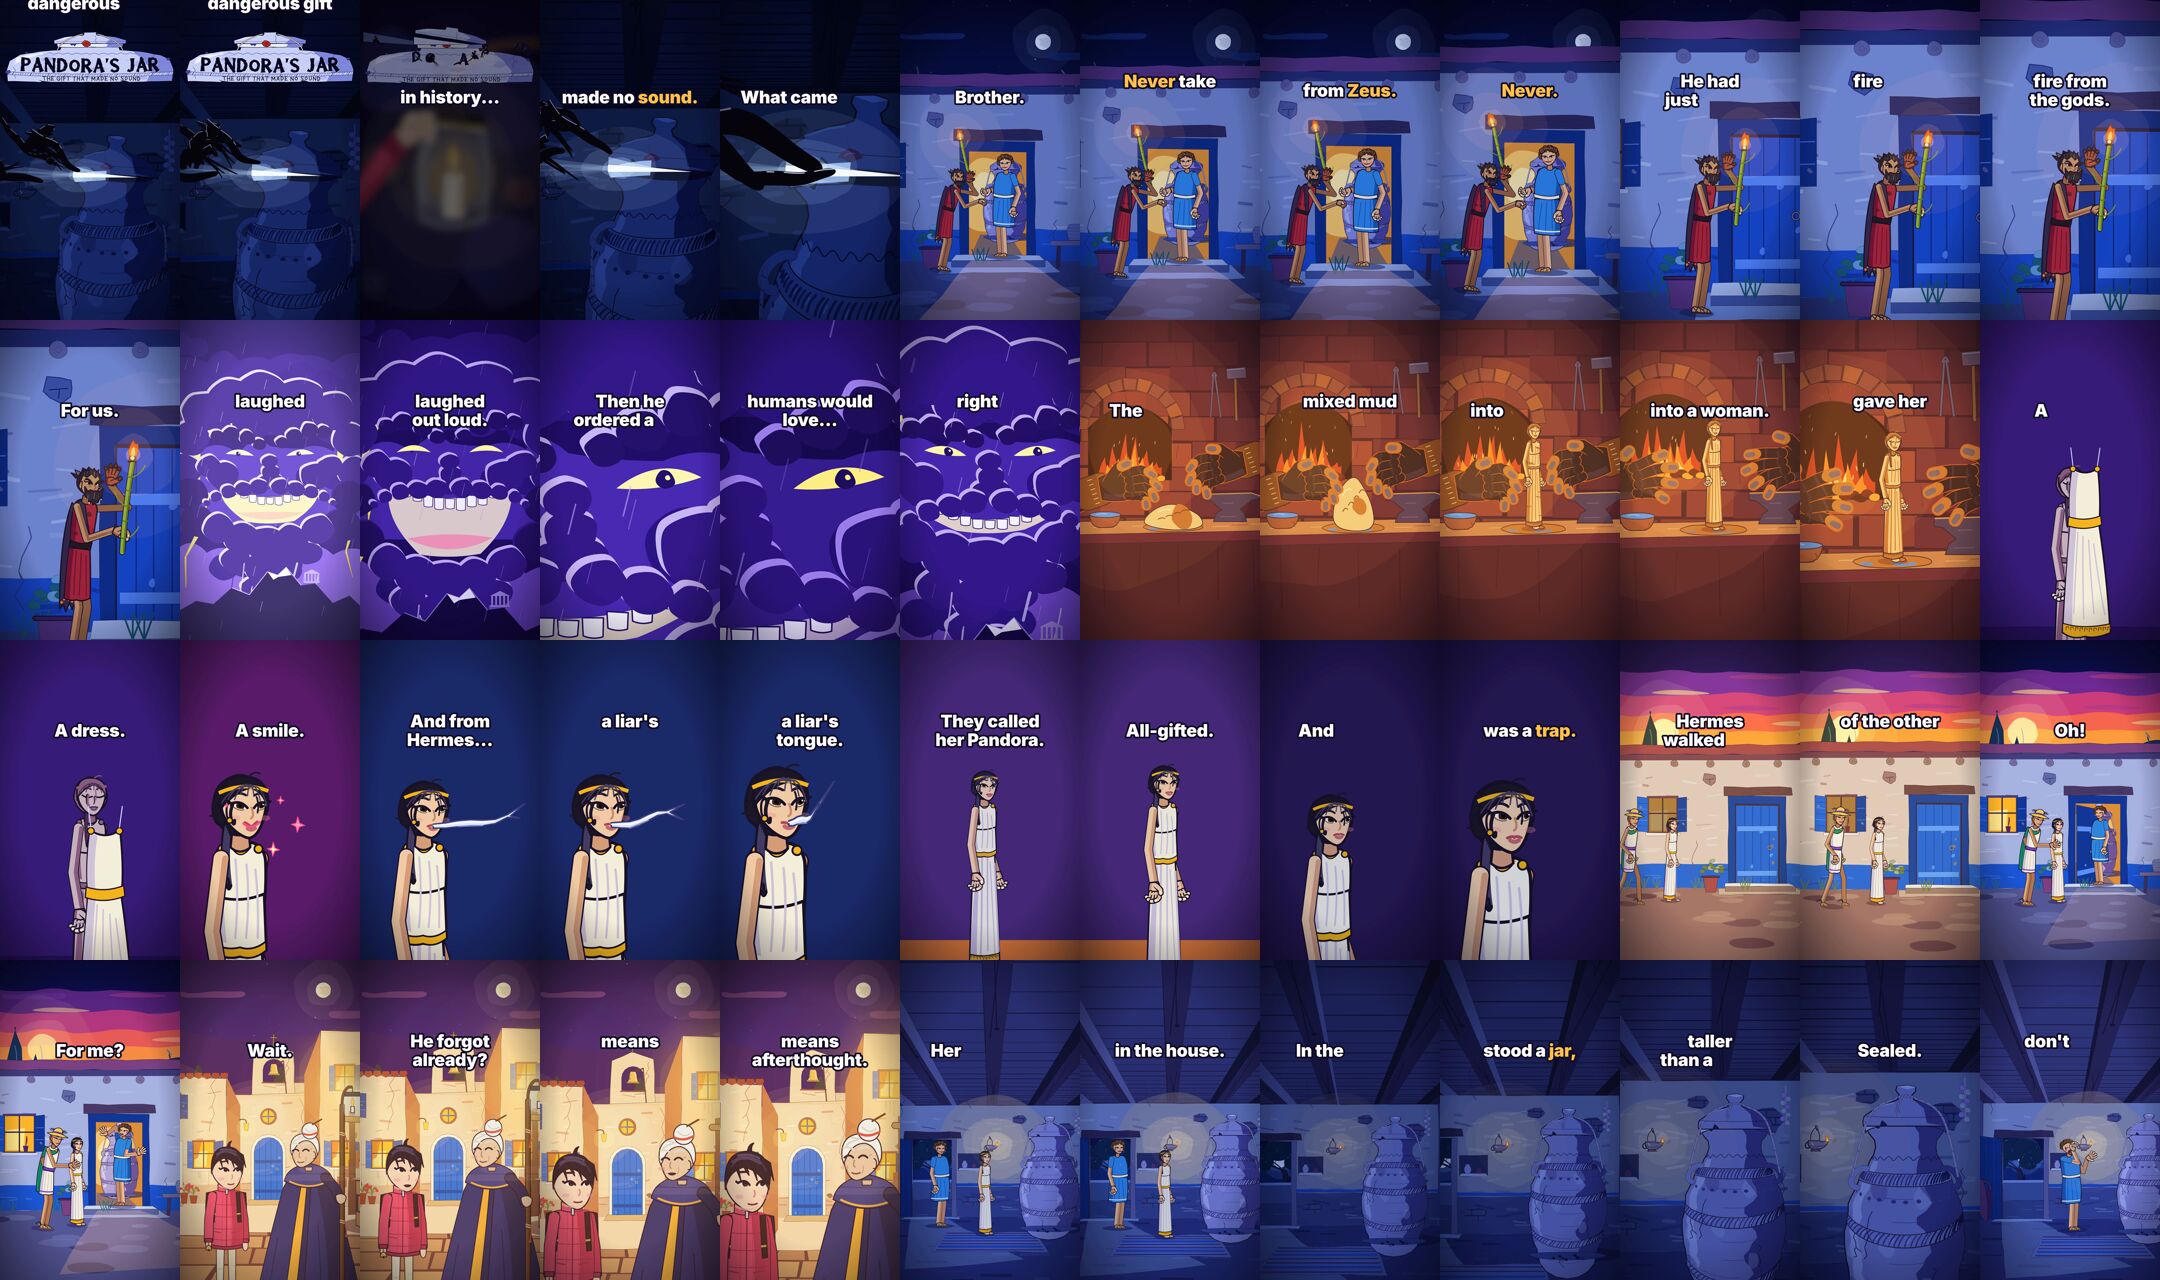 dangerous
PANDORA'S JAR
THE GIFT THAT MADE NO SOUND
dangerous gift
PANDORA'S JAR
THE GIFT THAT MADE NO SOUND
THE GIFT THAT MADE NO SOUND
in history...
made no sound.
What came
Brother.
Never take
from Zeus.
Never.
He had
just
fire
fire from
the gods.
For us.
laughed
laughed
out loud.
Then he
ordered a
humans would
love...
right
The
mixed mud
into
into a woman.
gave her
A
A dress.
A smile.
And from
Hermes...
a liar's
a liar's
tongue.
They called
her Pandora.
All-gifted.
And
was a trap.
Hermes
walked
of the other
Oh!
For me?
Wait.
He forgot
already?
means
means
afterthought.
Her
in the house.
In the
stood a jar,
taller
than a
Sealed.
don't